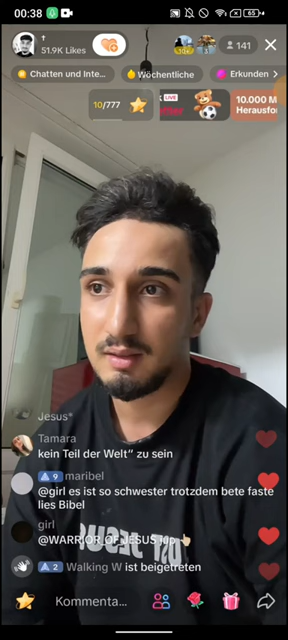 00:38
65
†
51.9K Likes
141
Chatten und Inte...
Wöchentliche
Erkunden
10/777
LIVE
10.000 M
Herausfor
Jesus*
Tamara
kein Teil der Welt“ zu sein
9 maribel
@girl es ist so schwester trotzdem bete faste
lies Bibel
girl
@WARRIOR OF JESUS
2 Walking W ist beigetreten
Kommenta...